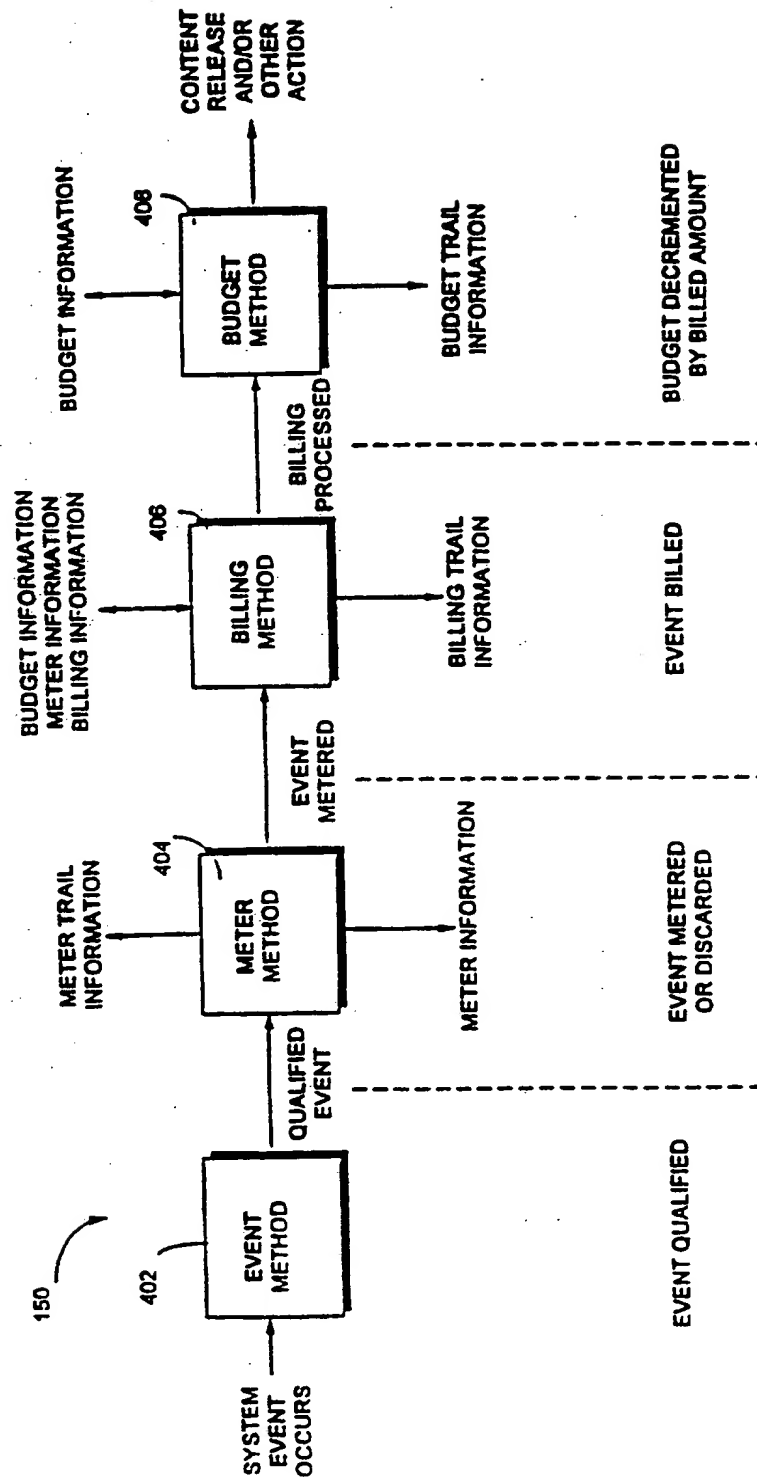 150
SYSTEM
EVENT
OCCURS
402
EVENT
METHOD
QUALIFIED
EVENT
EVENT QUALIFIED
METER TRAIL
INFORMATION
404
METER
METHOD
EVENT
METERED
METER INFORMATION
EVENT METERED
OR DISCARDED
BUDGET INFORMATION
METER INFORMATION
BILLING INFORMATION
406
BILLING
METHOD
BILLING
PROCESSED
BILLING TRAIL
INFORMATION
EVENT BILLED
BUDGET INFORMATION
408
BUDGET
METHOD
CONTENT
RELEASE
AND/OR
OTHER
ACTION
BUDGET TRAIL
INFORMATION
BUDGET DECREMENTED
BY BILLED AMOUNT